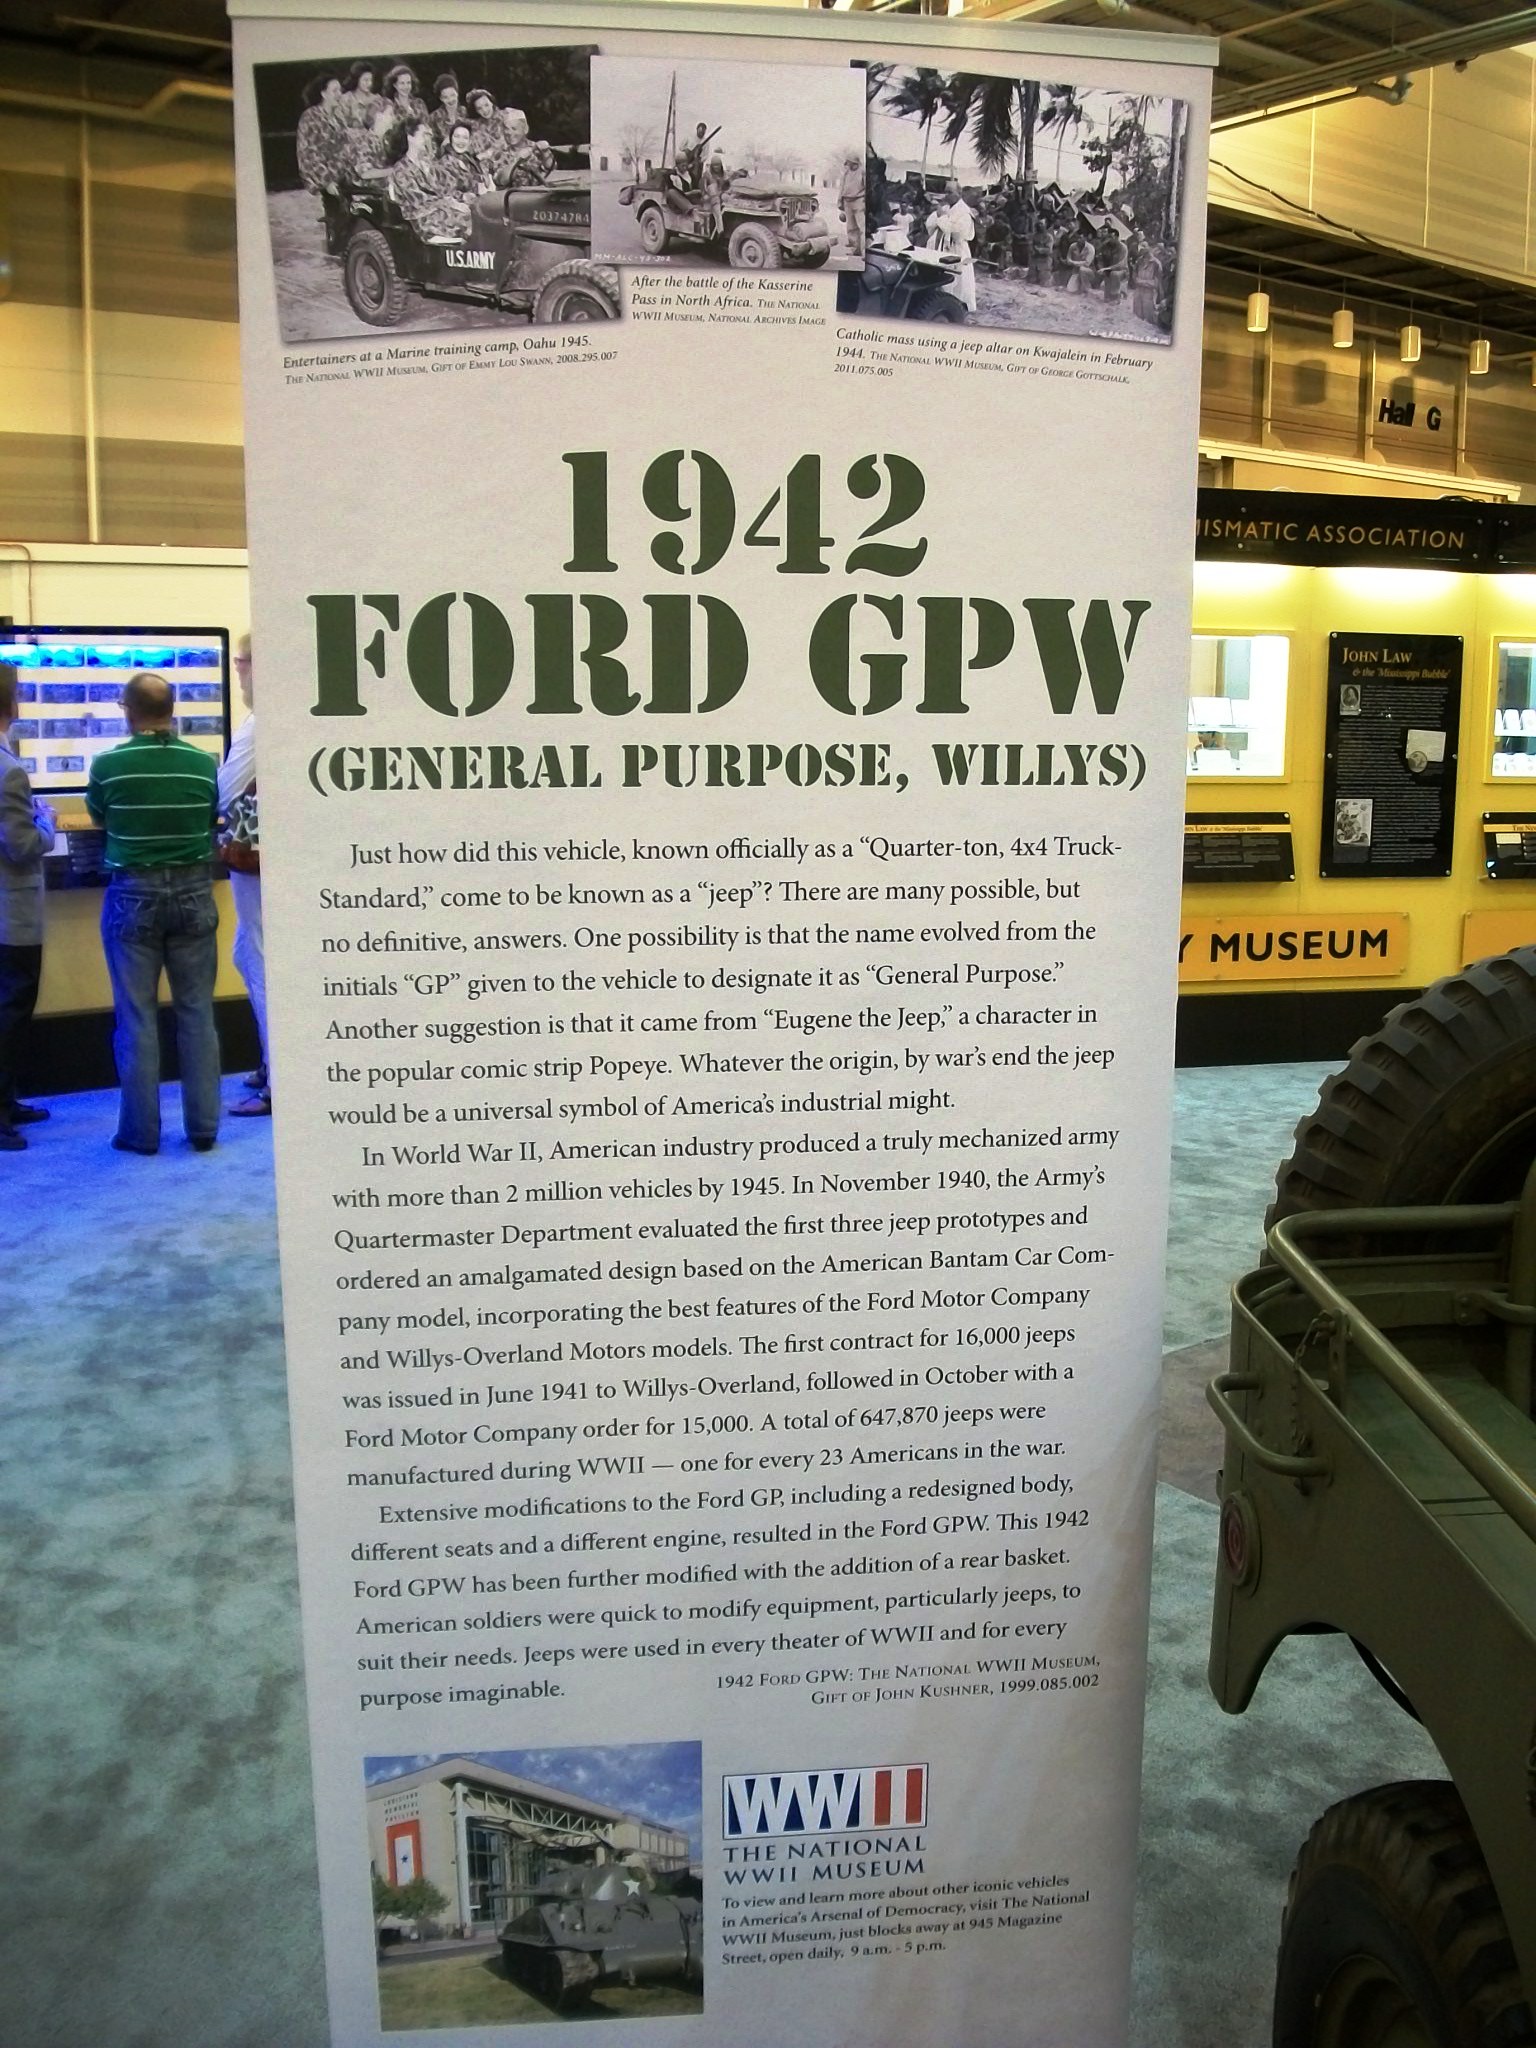 20374784
U.S. ARMY
MM-ALC-43-302
Entertainers at a Marine training camp, Oahu 1945.
The National WWII Museum, Gift of Emmy Lou Swann, 2008.295.007
After the battle of the Kasserine
Pass in North Africa. The National
WWII Museum, National Archives Image
Catholic mass using a jeep altar on Kwajalein in February
1944. The National WWII Museum, Gift of George Gottschalk,
2011.075.005
1942
FORD GPW
(GENERAL PURPOSE, WILLYS)
Just how did this vehicle, known officially as a “Quarter-ton, 4x4 Truck-
Standard,” come to be known as a “jeep”? There are many possible, but
no definitive, answers. One possibility is that the name evolved from the
initials “GP” given to the vehicle to designate it as “General Purpose.”
Another suggestion is that it came from “Eugene the Jeep,” a character in
the popular comic strip Popeye. Whatever the origin, by war’s end the jeep
would be a universal symbol of America’s industrial might.
In World War II, American industry produced a truly mechanized army
with more than 2 million vehicles by 1945. In November 1940, the Army’s
Quartermaster Department evaluated the first three jeep prototypes and
ordered an amalgamated design based on the American Bantam Car Com-
pany model, incorporating the best features of the Ford Motor Company
and Willys-Overland Motors models. The first contract for 16,000 jeeps
was issued in June 1941 to Willys-Overland, followed in October with a
Ford Motor Company order for 15,000. A total of 647,870 jeeps were
manufactured during WWII — one for every 23 Americans in the war.
Extensive modifications to the Ford GP, including a redesigned body,
different seats and a different engine, resulted in the Ford GPW. This 1942
Ford GPW has been further modified with the addition of a rear basket.
American soldiers were quick to modify equipment, particularly jeeps, to
suit their needs. Jeeps were used in every theater of WWII and for every
purpose imaginable.
1942 Ford GPW: The National WWII Museum,
Gift of John Kushner, 1999.085.002
LOUISIANA
MEMORIAL
PAVILION
WWII
THE NATIONAL
WWII MUSEUM
To view and learn more about other iconic vehicles
in America’s Arsenal of Democracy, visit The National
WWII Museum, just blocks away at 945 Magazine
Street, open daily, 9 a.m. - 5 p.m.
Hall G
MISMATIC ASSOCIATION
John Law
& the 'Mississippi Bubble'
Y MUSEUM